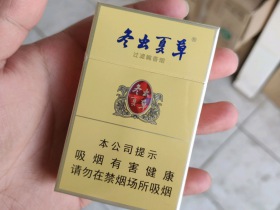 冬虫夏草
过滤嘴香烟
本公司提示
吸烟有害健康
请勿在禁烟场所吸烟